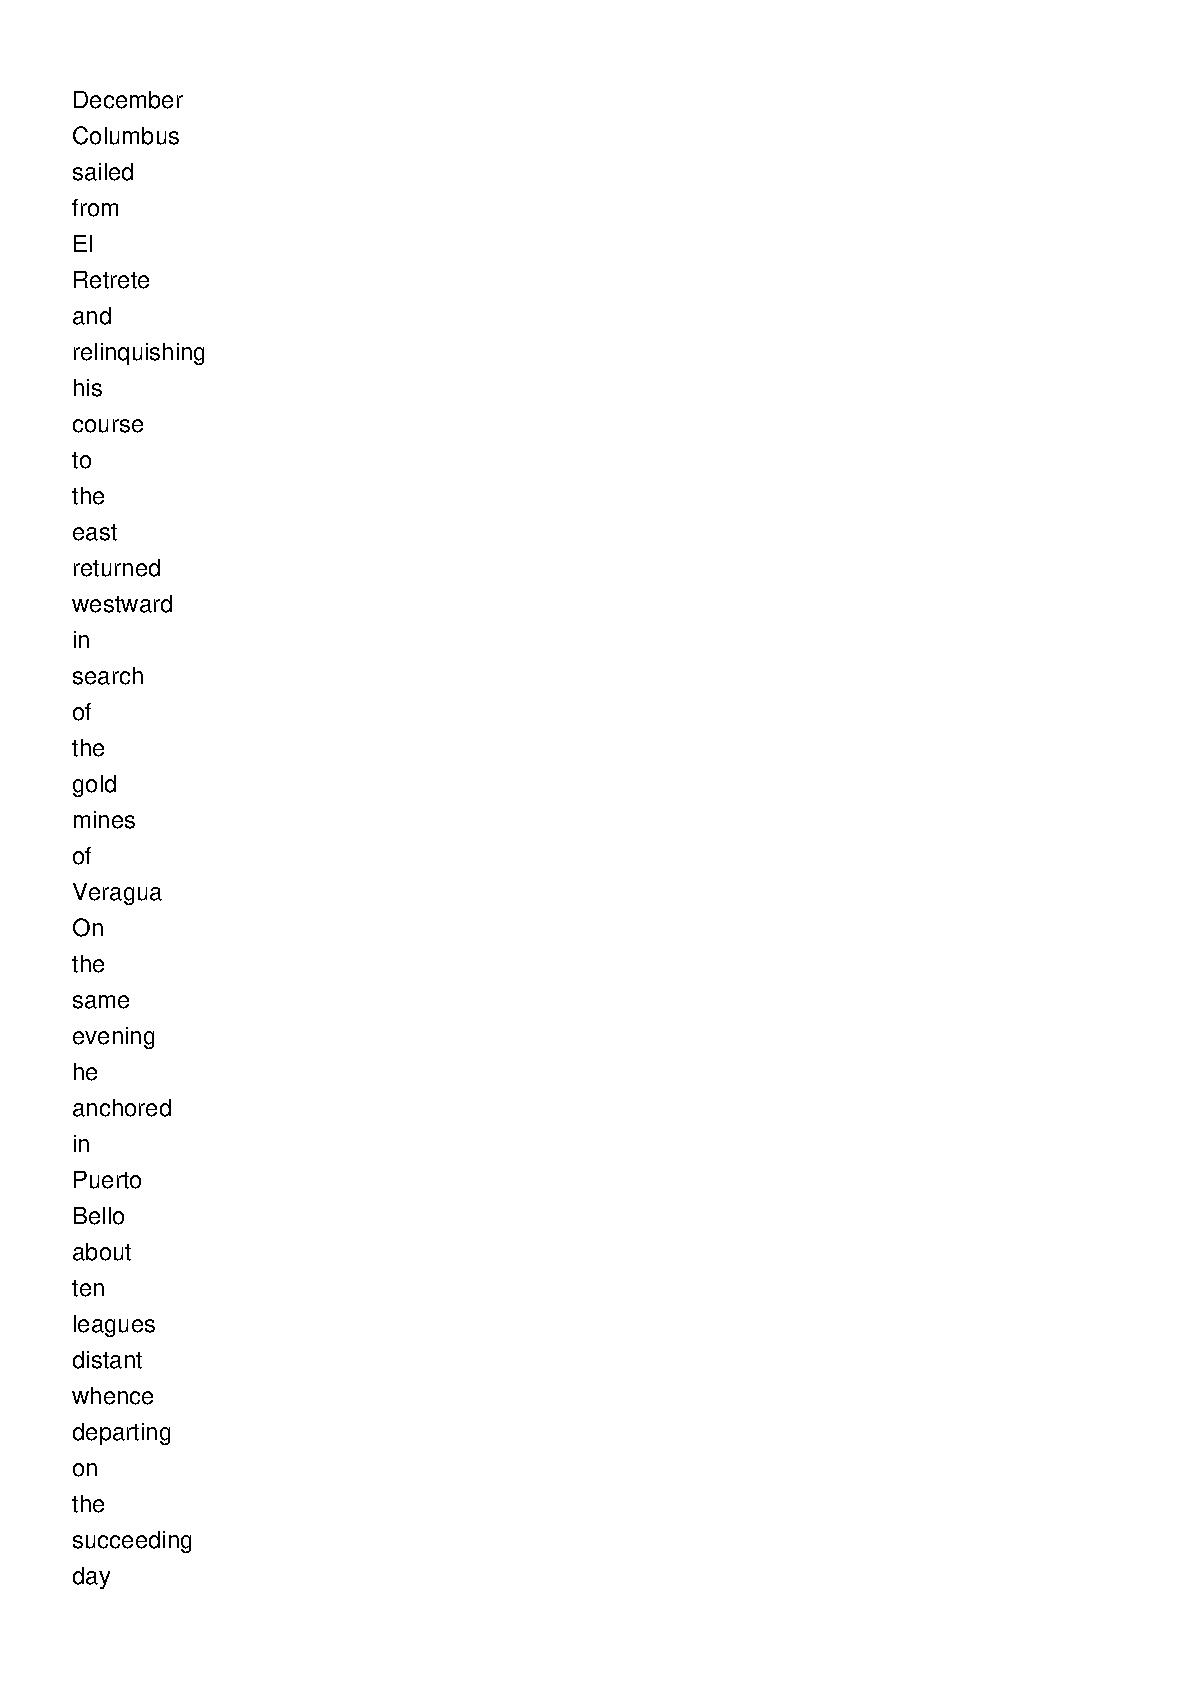 December
Columbus
sailed
from
El
Retrete
and
relinquishing
his
course
to
the
east
returned
westward
in
search
of
the
gold
mines
of
Veragua
On
the
same
evening
he
anchored
in
Puerto
Bello
about
ten
leagues
distant
whence
departing
on
the
succeeding
day